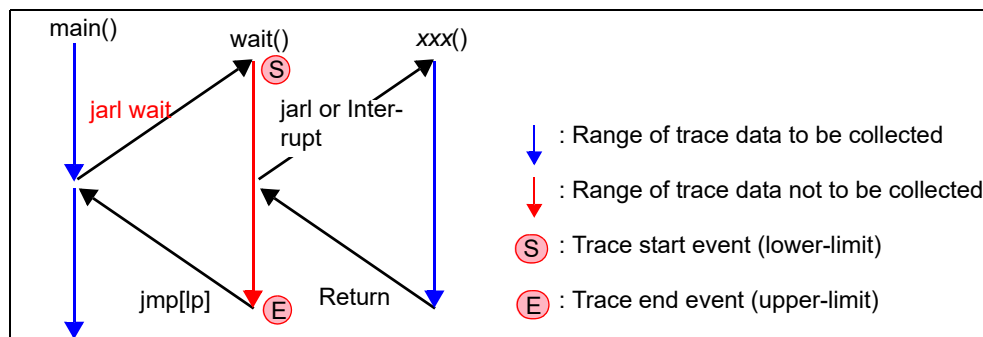 main()
wait()
xxx()
S
jarl wait
jarl or Inter-
rupt
jmp[lp]
E
Return
: Range of trace data to be collected
: Range of trace data not to be collected
S : Trace start event (lower-limit)
E : Trace end event (upper-limit)